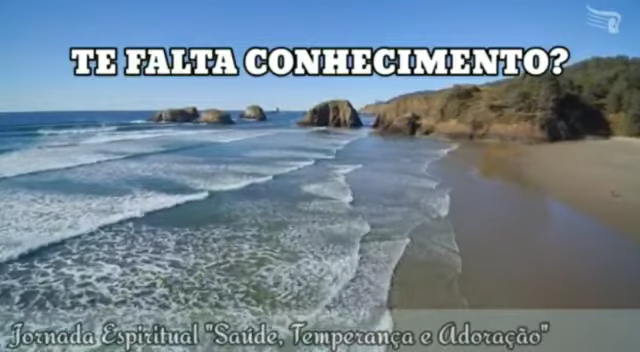 TE FALTA CONHECIMENTO?
Jornada Espiritual "Saúde, Temperança e Adoração"